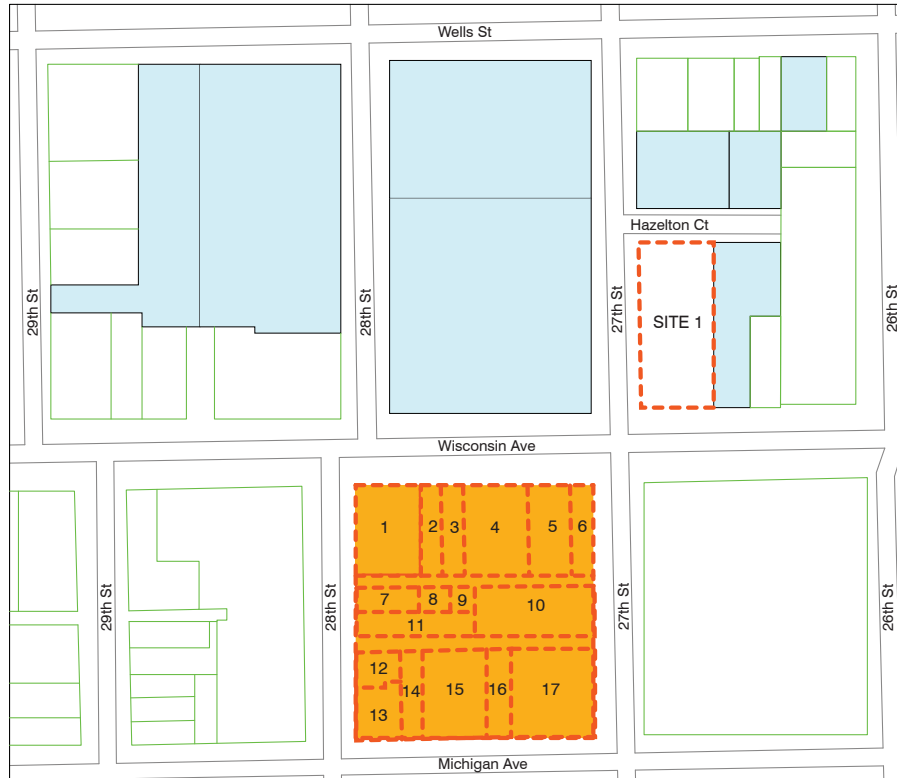 Wells St
Hazelton Ct
29th St
28th St
27th St
26th St
SITE 1
Wisconsin Ave
1
2
3
4
5
6
29th St
28th St
7
8
9
10
11
27th St
26th St
12
13
14
15
16
17
Michigan Ave